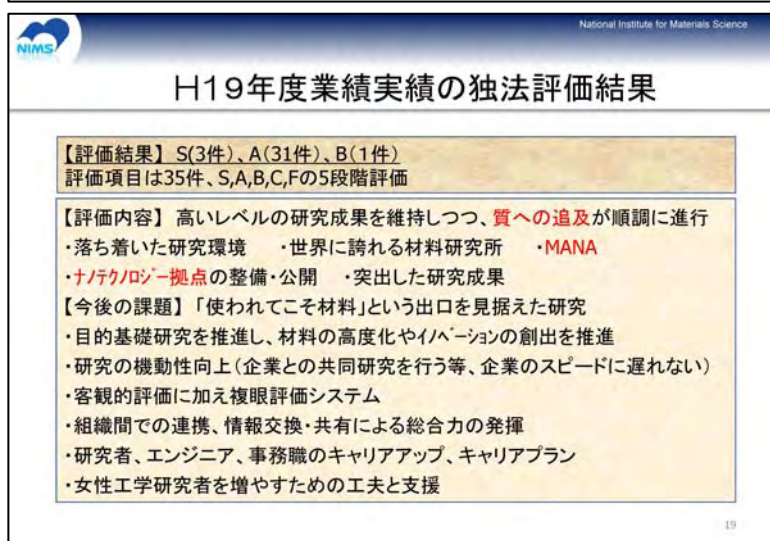 National Institute for Materials Science
NIMS
H19年度業績実績の独法評価結果
【評価結果】 S(3件)、A(31件)、B(1件)
評価項目は35件、S,A,B,C,Fの5段階評価
【評価内容】 高いレベルの研究成果を維持しつつ、質への追及が順調に進行
・落ち着いた研究環境 ・世界に誇れる材料研究所 ・MANA
・ナノテクノロジー拠点の整備・公開 ・突出した研究成果
【今後の課題】 「使われてこそ材料」という出口を見据えた研究
・目的基礎研究を推進し、材料の高度化やイノベーションの創出を推進
・研究の機動性向上(企業との共同研究を行う等、企業のスピードに遅れない)
・客観的評価に加え複眼評価システム
・組織間での連携、情報交換・共有による総合力の発揮
・研究者、エンジニア、事務職のキャリアアップ、キャリアプラン
・女性工学研究者を増やすための工夫と支援
19